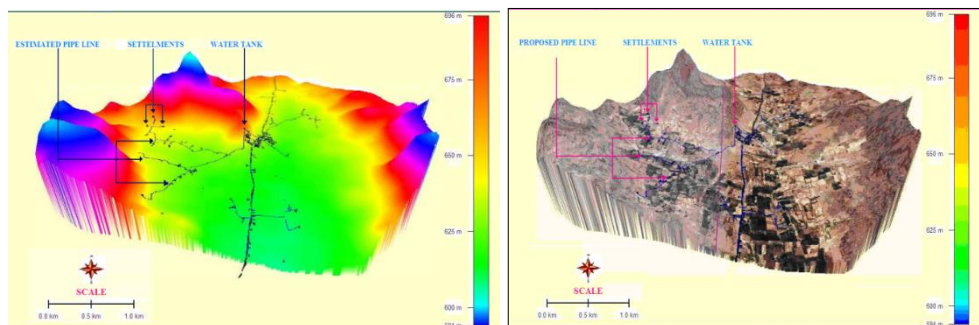 696 m
ESTIMATED PIPE LINE
SETTELMENTS
WATER TANK
675 m
650 m
625 m
SCALE
0.0 km
0.5 km
1.0 km
600 m
594 m
696 m
PROPOSED PIPE LINE
SETTLEMENTS
WATER TANK
675 m
650 m
625 m
SCALE
0.0 km
0.5 km
1.0 km
600 m
594 m